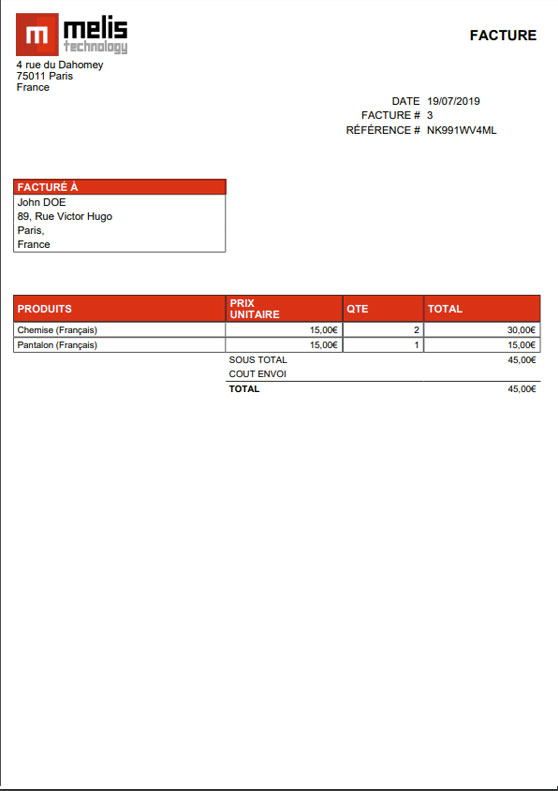 m melis
technology
FACTURE
4 rue du Dahomey
75011 Paris
France
DATE 19/07/2019
FACTURE # 3
RÉFÉRENCE # NK991WV4ML
FACTURÉ À
John DOE
89, Rue Victor Hugo
Paris,
France
PRODUITS PRIX UNITAIRE QTE TOTAL
Chemise (Français) 15,00€ 2 30,00€
Pantalon (Français) 15,00€ 1 15,00€
SOUS TOTAL 45,00€
COUT ENVOI
TOTAL 45,00€